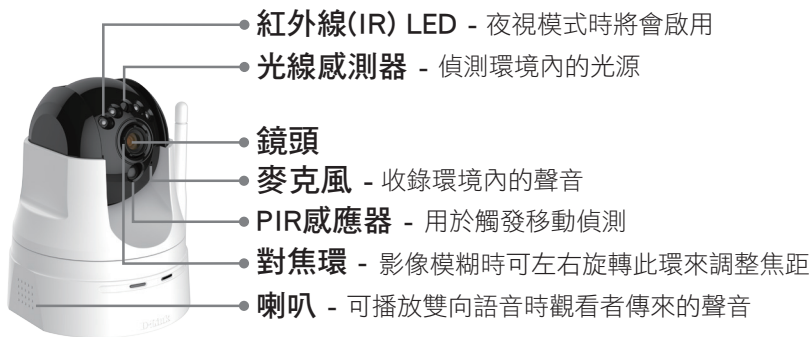 紅外線(IR) LED - 夜視模式時將會啟用
光線感測器 - 偵測環境內的光源
鏡頭
麥克風 - 收錄環境內的聲音
PIR感應器 - 用於觸發移動偵測
對焦環 - 影像模糊時可左右旋轉此環來調整焦距
喇叭 - 可播放雙向語音時觀看者傳來的聲音
D-Link